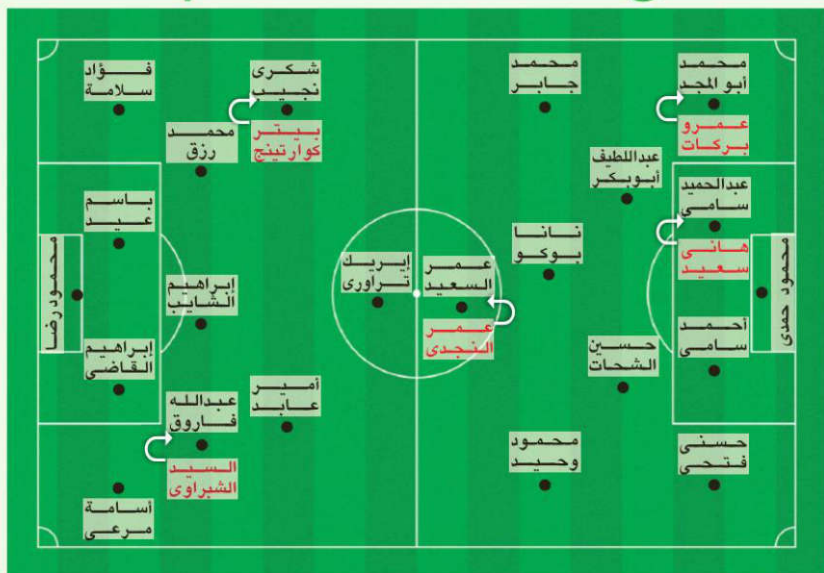 محمد
أبو المجد
عمرو
بركات
محمد
جابر
عبداللطيف
أبوبكر
عبدالحميد
سامى
هانى
سعيد
محمود حمدى
نانا
بوكو
عمر
السعيد
عمر
النجدى
أحمد
سامى
حسين
الشحات
محمود
وحيد
حسنى
فتحى
شكرى
نجيب
بيتر
كوارتينج
فؤاد
سلامة
محمد
رزق
باسم
عيد
إيريك
تراورى
إبراهيم
الشايب
محمود رضا
إبراهيم
القاضى
أمير
عابد
عبدالله
فاروق
السيد
الشبراوى
أسامة
مرعى